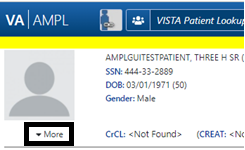 VA | AMPL VISTA Patient Lookup
AMPLGUITESTPATIENT, THREE H SR (
SSN: 444-33-2889
DOB: 03/01/1971 (50)
Gender: Male
More
CrCL: <Not Found> (CREAT: <No